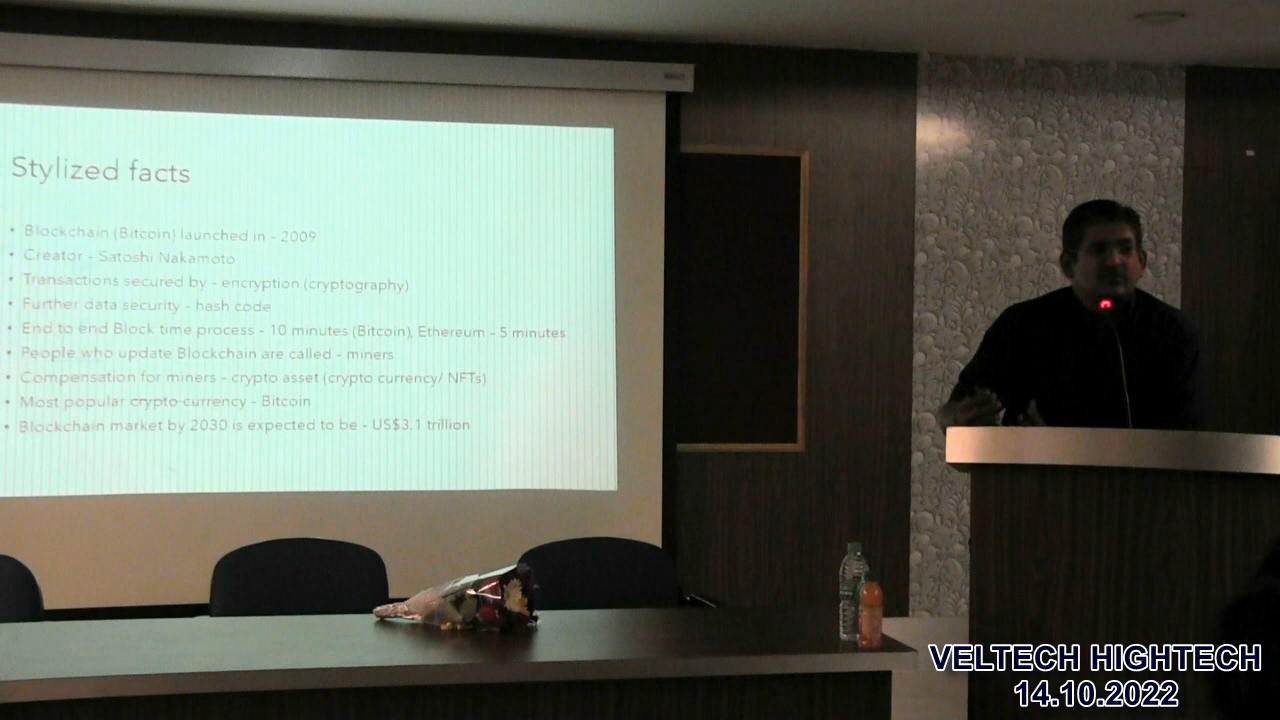 Stylized facts
• Blockchain (Bitcoin) launched in - 2009
• Creator - Satoshi Nakamoto
• Transactions secured by - encryption (cryptography)
• Further data security - hash code
• End to end Block time process - 10 minutes (Bitcoin), Ethereum - 5 minutes
• People who update Blockchain are called - miners
• Compensation for miners - crypto asset (crypto currency/ NFTs)
• Most popular crypto currency - Bitcoin
• Blockchain market by 2030 is expected to be - US$3.1 trillion
VELTECH HIGHTECH
14.10.2022